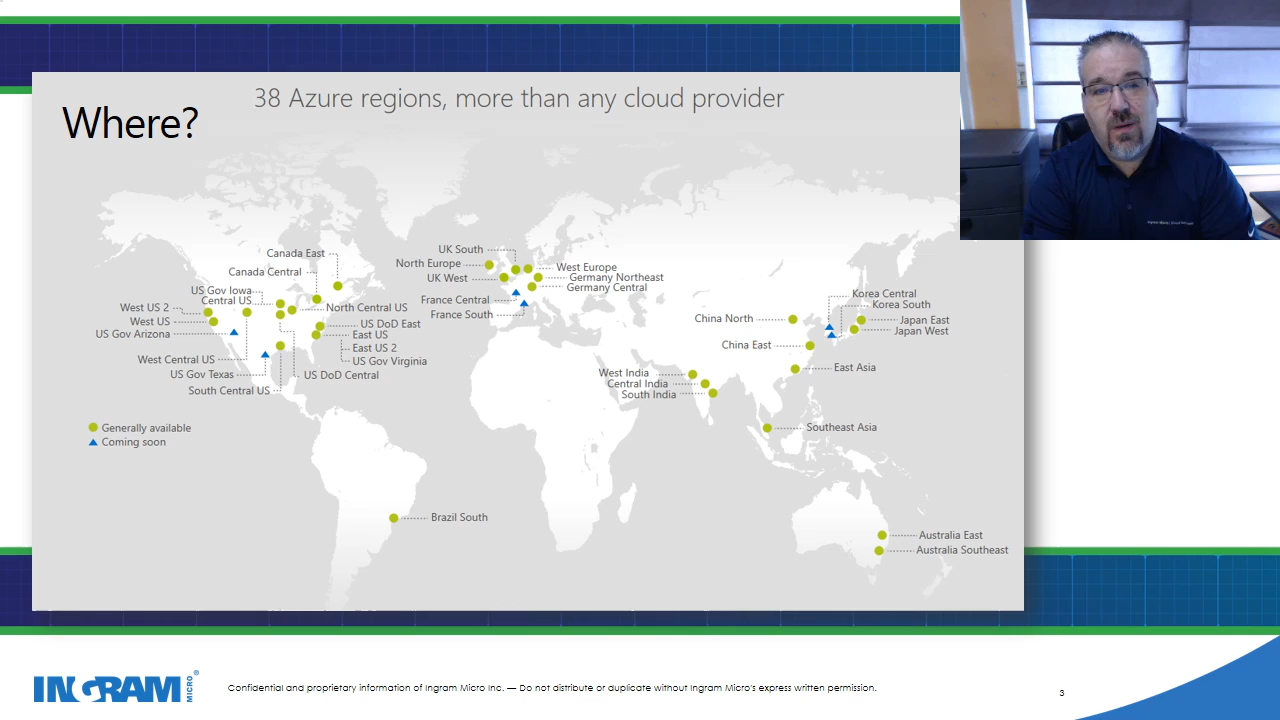 38 Azure regions, more than any cloud provider
Where?
Canada East
Canada Central
US Gov Iowa
Central US
West US 2
West US
US Gov Arizona
North Central US
US DoD East
East US
East US 2
US Gov Virginia
West Central US
US Gov Texas
US DoD Central
South Central US
Generally available
Coming soon
Brazil South
UK South
North Europe
UK West
West Europe
Germany Northeast
Germany Central
France Central
France South
Korea Central
Korea South
China North
Japan East
Japan West
China East
East Asia
West India
Central India
South India
Southeast Asia
Australia East
Australia Southeast
INGRAM MICRO®
Confidential and proprietary information of Ingram Micro Inc. — Do not distribute or duplicate without Ingram Micro's express written permission.
3